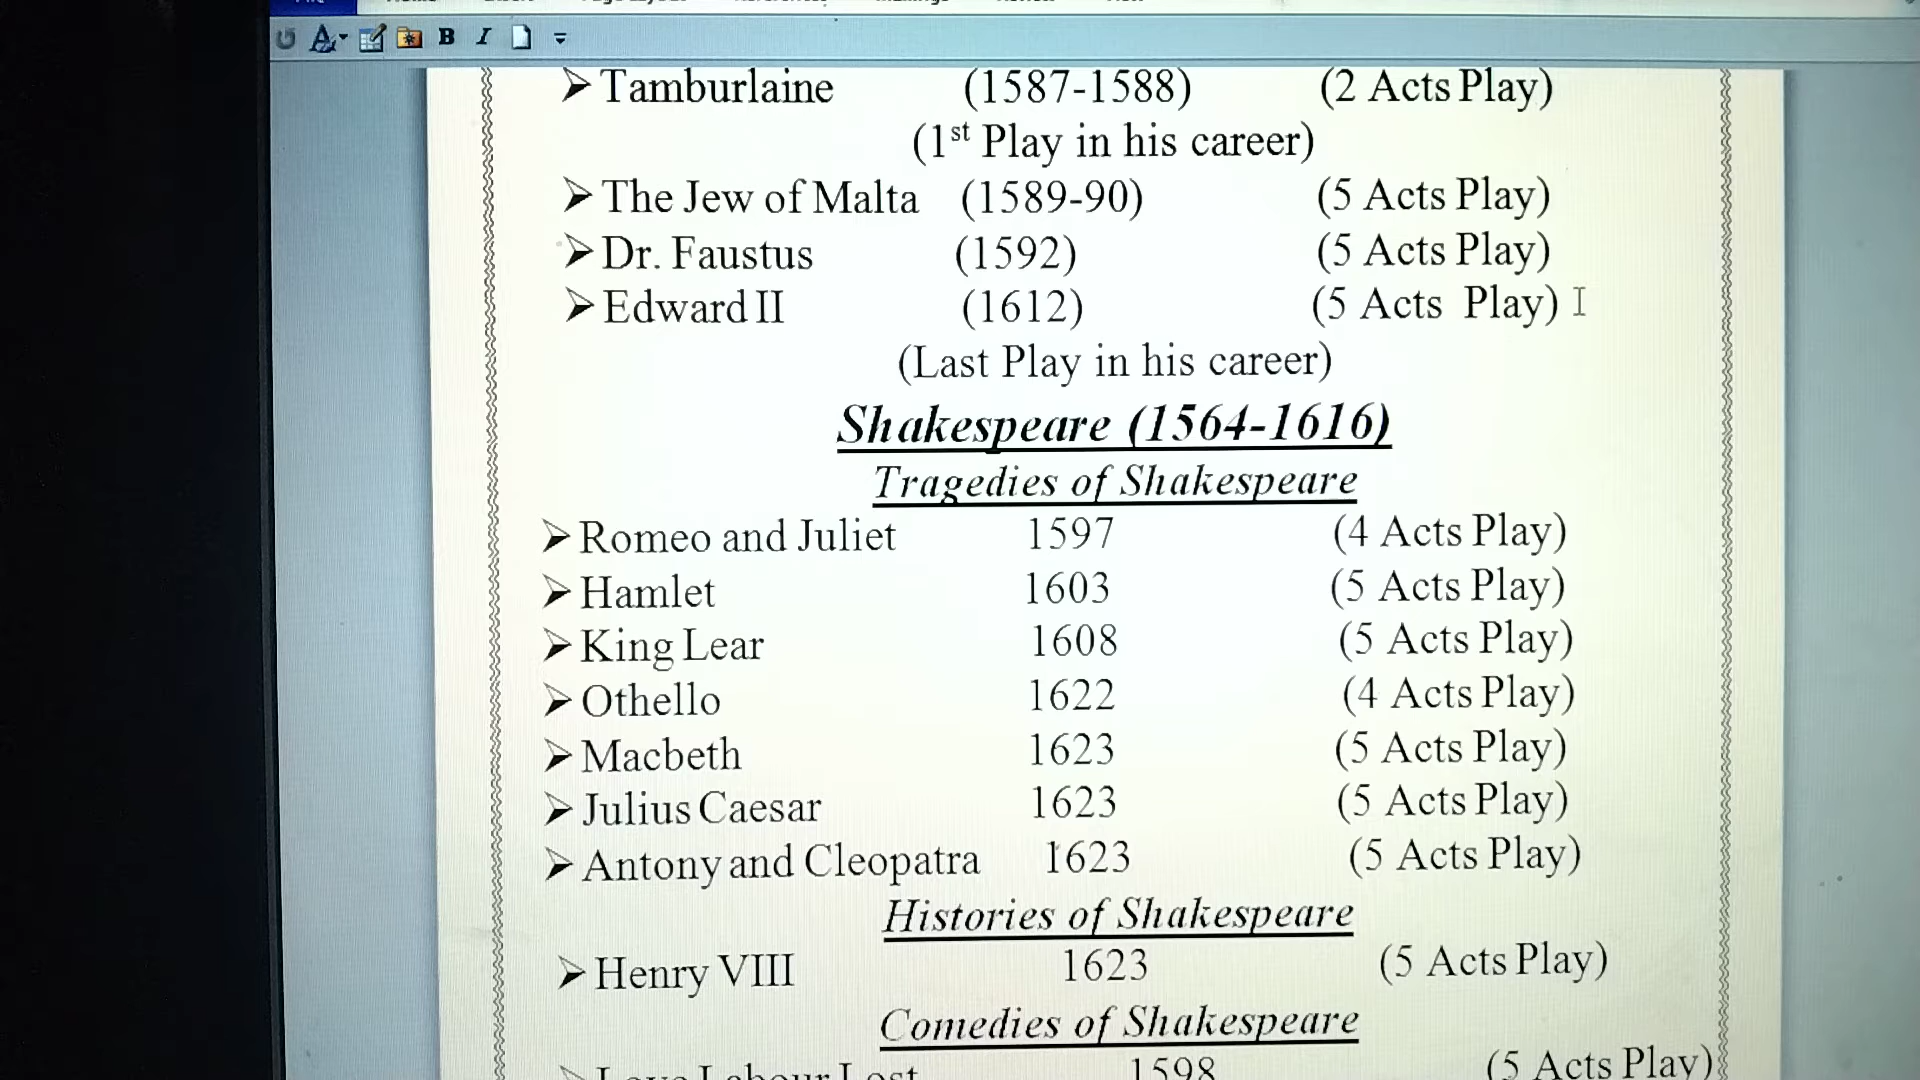 B I
➢ Tamburlaine (1587-1588) (2 Acts Play)
(1st Play in his career)
➢ The Jew of Malta (1589-90) (5 Acts Play)
➢ Dr. Faustus (1592) (5 Acts Play)
➢ Edward II (1612) (5 Acts Play)
(Last Play in his career)
Shakespeare (1564-1616)
Tragedies of Shakespeare
➢ Romeo and Juliet 1597 (4 Acts Play)
➢ Hamlet 1603 (5 Acts Play)
➢ King Lear 1608 (5 Acts Play)
➢ Othello 1622 (4 Acts Play)
➢ Macbeth 1623 (5 Acts Play)
➢ Julius Caesar 1623 (5 Acts Play)
➢ Antony and Cleopatra 1623 (5 Acts Play)
Histories of Shakespeare
➢ Henry VIII 1623 (5 Acts Play)
Comedies of Shakespeare
➢ Love Labour Lost 1598 (5 Acts Play)